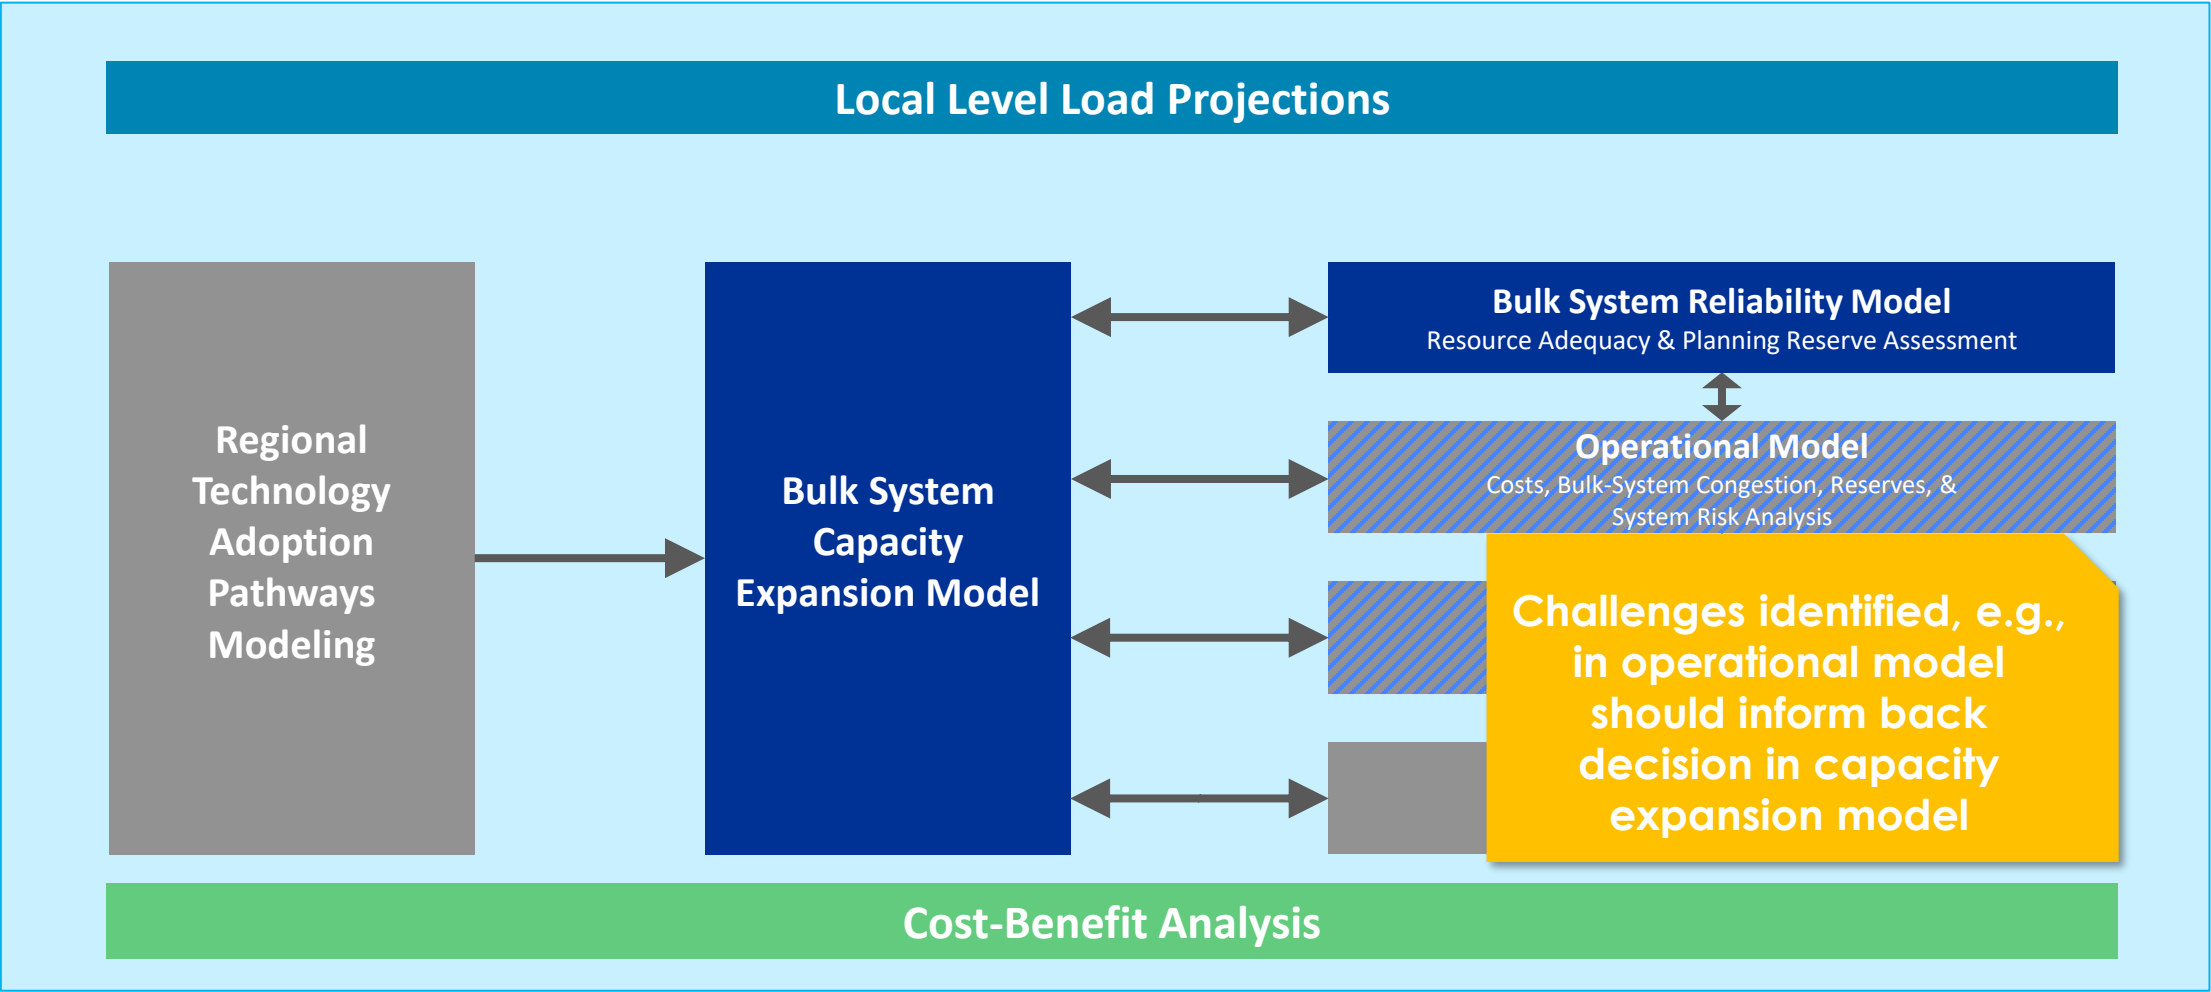 Local Level Load Projections
Regional
Technology
Adoption
Pathways
Modeling
Bulk System
Capacity
Expansion Model
Bulk System Reliability Model
Resource Adequacy & Planning Reserve Assessment
Operational Model
Costs, Bulk-System Congestion, Reserves, &
System Risk Analysis
Challenges identified, e.g.,
in operational model
should inform back
decision in capacity
expansion model
Cost-Benefit Analysis